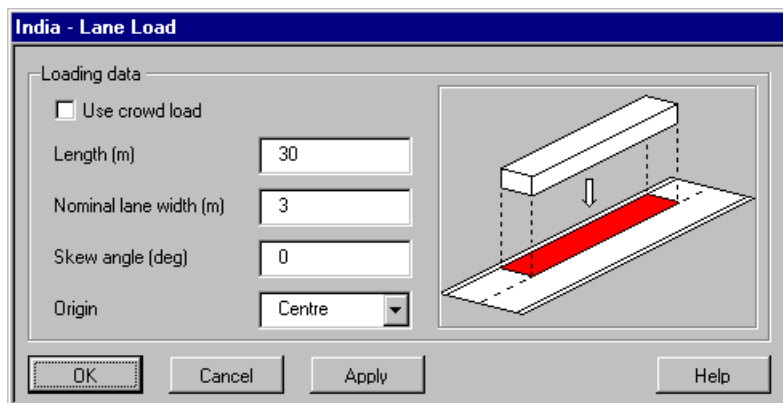 India - Lane Load
Loading data
Use crowd load
Length (m) 30
Nominal lane width (m) 3
Skew angle (deg) 0
Origin Centre
OK Cancel Apply Help